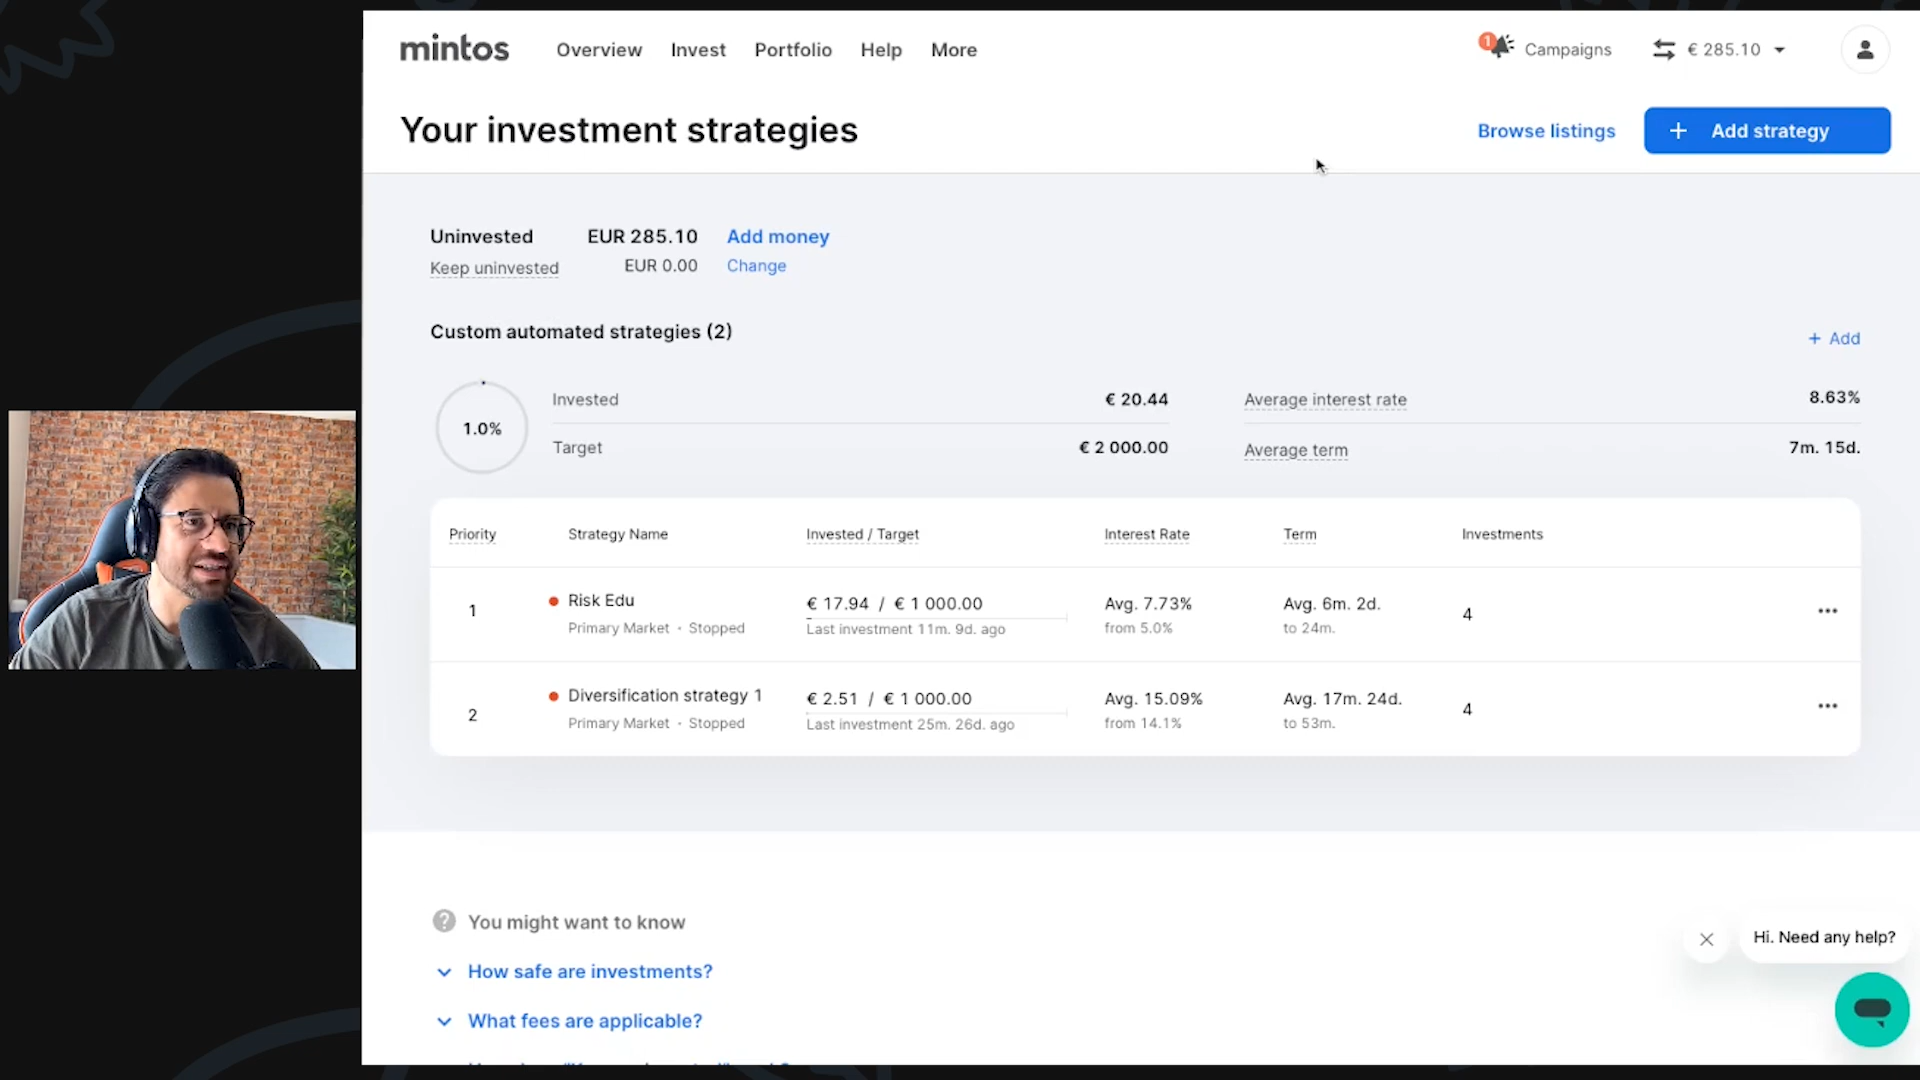 mintos
Overview Invest Portfolio Help More
1 Campaigns € 285.10
Your investment strategies
Browse listings + Add strategy
Uninvested EUR 285.10 Add money
Keep uninvested EUR 0.00 Change
Custom automated strategies (2)
+ Add
1.0%
Invested € 20.44 Average interest rate 8.63%
Target € 2 000.00 Average term 7m. 15d.
Priority Strategy Name Invested / Target Interest Rate Term Investments
1 Risk Edu € 17.94 / € 1 000.00 Avg. 7.73% Avg. 6m. 2d. 4 •••
Primary Market • Stopped Last investment 11m. 9d. ago from 5.0% to 24m.
2 Diversification strategy 1 € 2.51 / € 1 000.00 Avg. 15.09% Avg. 17m. 24d. 4 •••
Primary Market • Stopped Last investment 25m. 26d. ago from 14.1% to 53m.
? You might want to know
How safe are investments?
What fees are applicable?
Hi. Need any help?